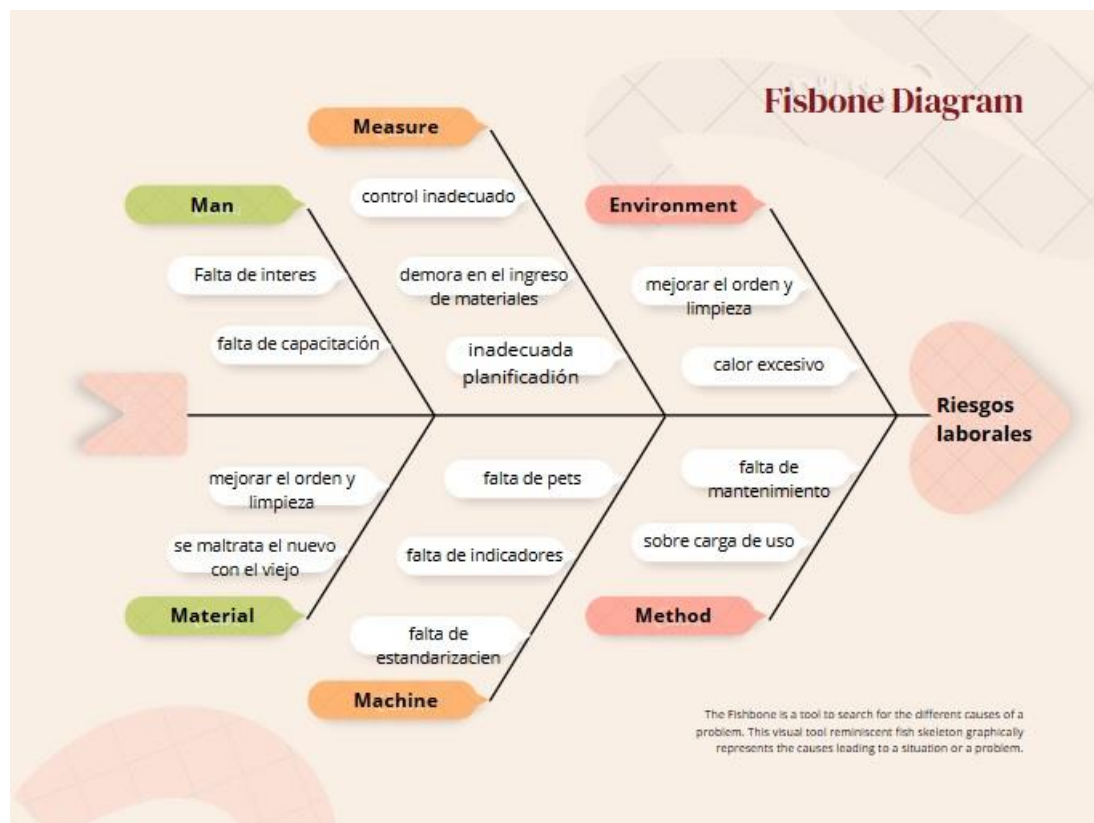 Fisbone Diagram
Measure
control inadecuado
demora en el ingreso
de materiales
inadecuada
planificadión
Man
Falta de interes
falta de capacitación
Environment
mejorar el orden y
limpieza
calor excesivo
Riesgos
laborales
mejorar el orden y
limpieza
se maltrata el nuevo
con el viejo
Material
falta de pets
falta de indicadores
falta de
estandarizacien
Machine
falta de
mantenimiento
sobre carga de uso
Method
The Fishbone is a tool to search for the different causes of a
problem. This visual tool reminiscent fish skeleton graphically
represents the causes leading to a situation or a problem.